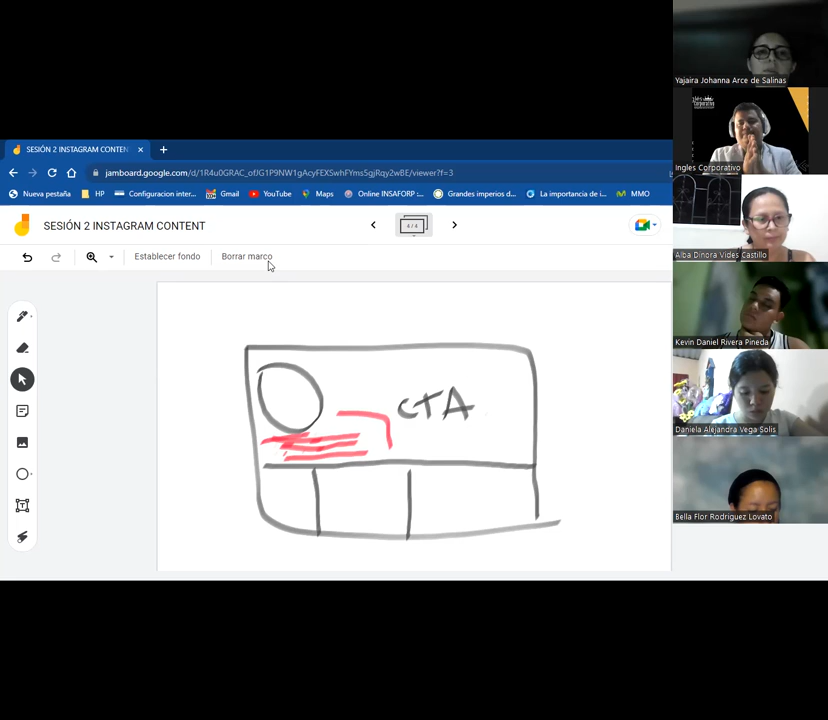 Yajaira Johanna Arce de Salinas
Ingles Corporativo
Alba Dinora Vides Castillo
Kevin Daniel Rivera Pineda
Daniela Alejandra Vega Solis
Bella Flor Rodriguez Lovato
SESIÓN 2 INSTAGRAM CONTEN
jamboard.google.com/d/1R4u0GRAC_ofJG1P9NW1gAcyFEXSwhFYms5gjRqy2wBE/viewer?f=3
Nueva pestaña HP Configuracion inter... Gmail YouTube Maps Online INSAFORP :... Grandes imperios d... La importancia de i... MMO
SESIÓN 2 INSTAGRAM CONTENT
4 / 4
Establecer fondo Borrar marco
CTA